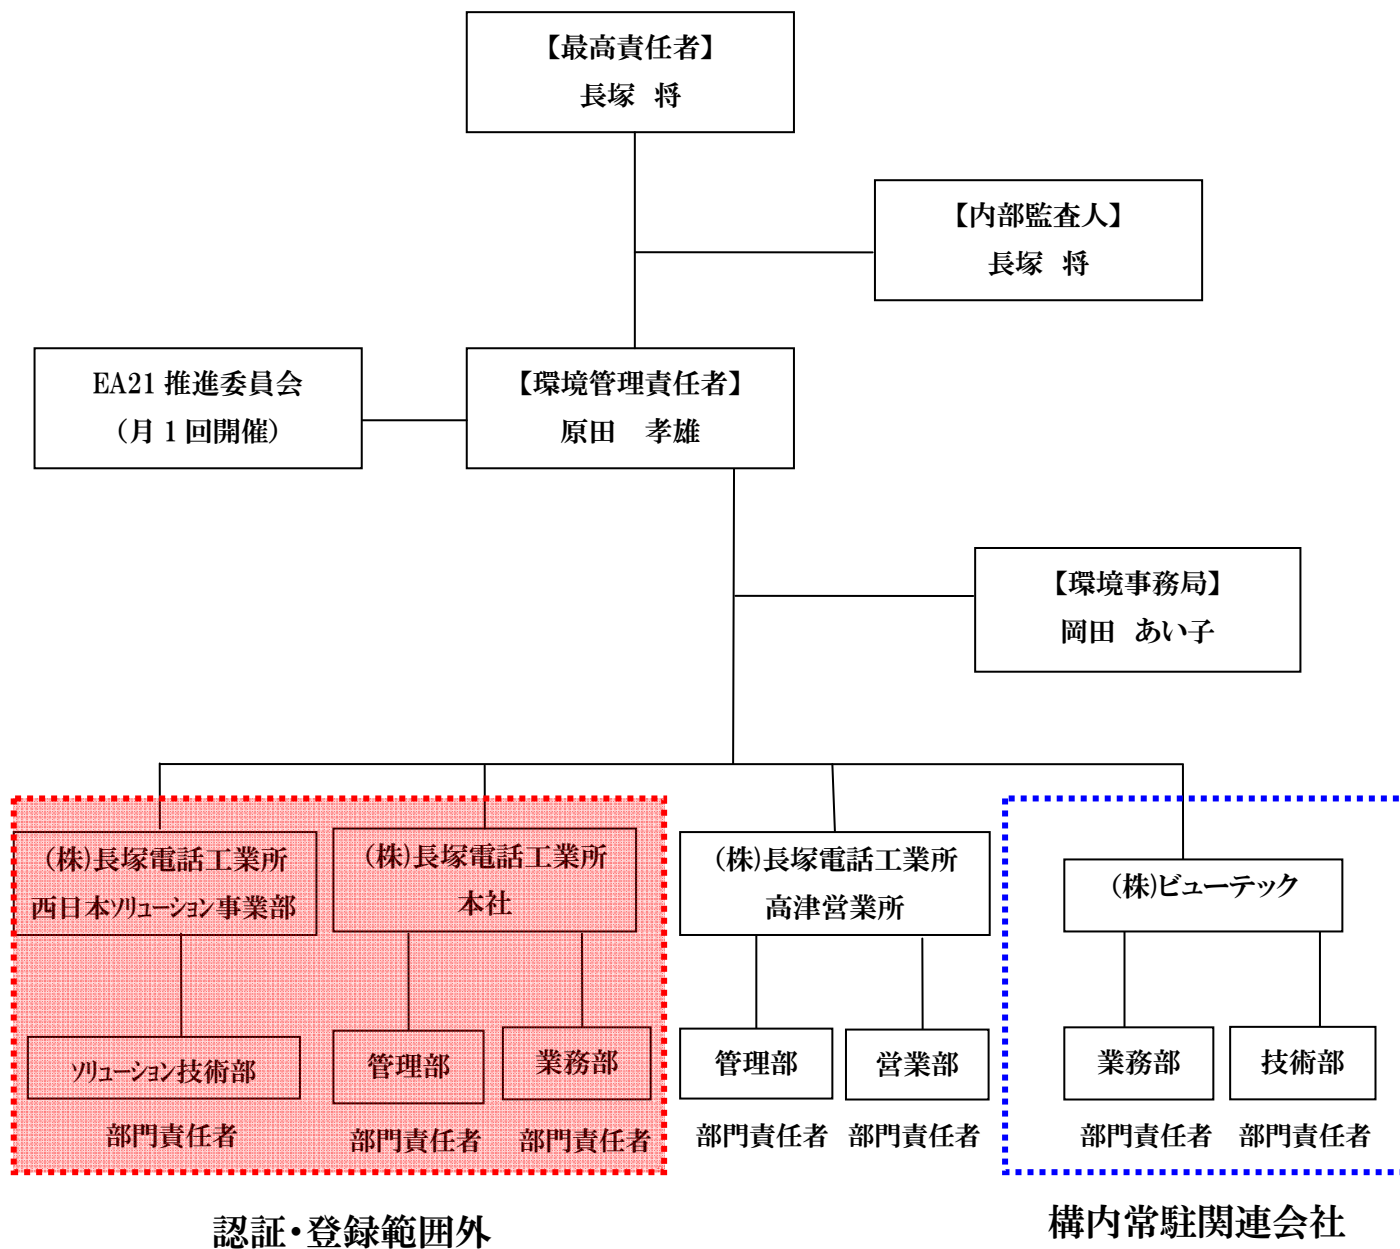 【最高責任者】
長塚 将
【内部監査人】
長塚 将
EA21 推進委員会
（月 1 回開催）
【環境管理責任者】
原田 孝雄
【環境事務局】
岡田 あい子
(株)長塚電話工業所
西日本ｿﾘｭｰｼｮﾝ事業部
(株)長塚電話工業所
本社
(株)長塚電話工業所
高津営業所
(株)ビューテック
ｿﾘｭｰｼｮﾝ技術部
管理部
業務部
管理部
営業部
業務部
技術部
部門責任者
部門責任者
部門責任者
部門責任者
部門責任者
部門責任者
部門責任者
認証・登録範囲外
構内常駐関連会社